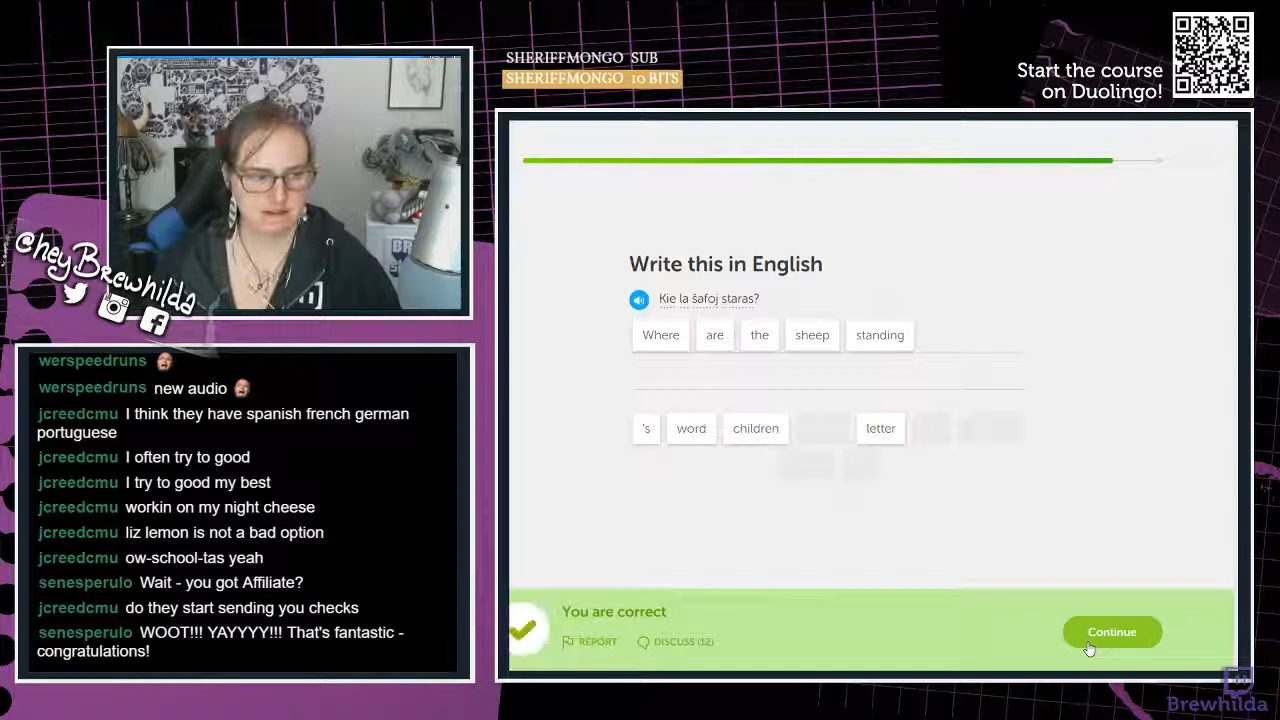 SHERIFFMONGO SUB
SHERIFFMONGO 10 BITS
Start the course
on Duolingo!
@heyBrewhilda
Write this in English
Kie la ŝafoj staras?
Where are the sheep standing
's word children letter
You are correct
REPORT DISCUSS (12)
Continue
werspeedruns
werspeedruns new audio
jcreedcmu I think they have spanish french german
portuguese
jcreedcmu I often try to good
jcreedcmu I try to good my best
jcreedcmu workin on my night cheese
jcreedcmu liz lemon is not a bad option
jcreedcmu ow-school-tas yeah
senesperulo Wait - you got Affiliate?
jcreedcmu do they start sending you checks
senesperulo WOOT!!! YAYYYY!!! That's fantastic -
congratulations!
Brewhilda